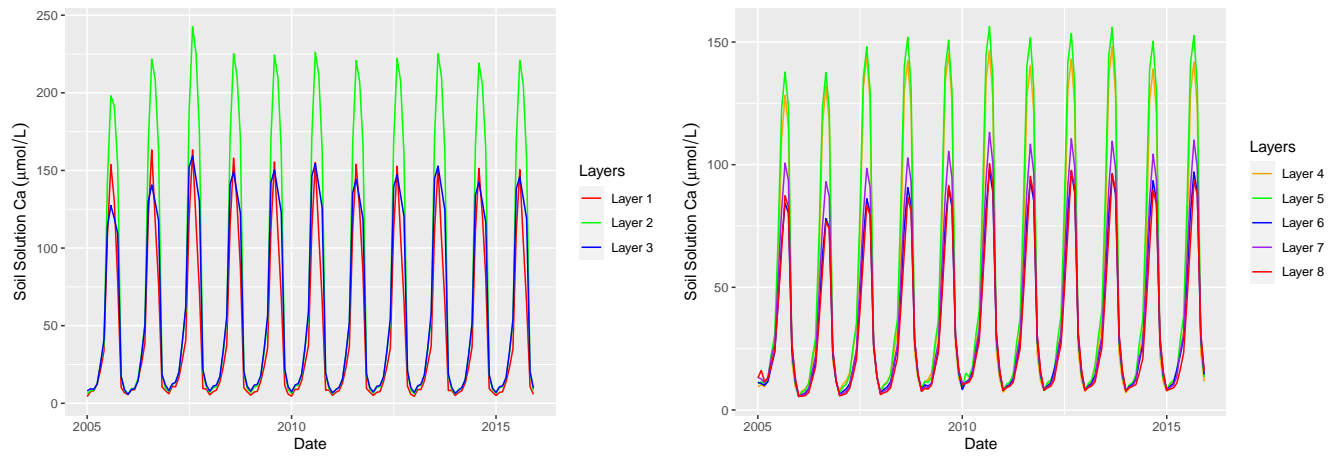 250
200
150
100
50
0
Soil Solution Ca (μmol/L)
2005
2010
2015
Date
Layers
Layer 1
Layer 2
Layer 3
150
100
50
0
Soil Solution Ca (μmol/L)
2005
2010
2015
Date
Layers
Layer 4
Layer 5
Layer 6
Layer 7
Layer 8